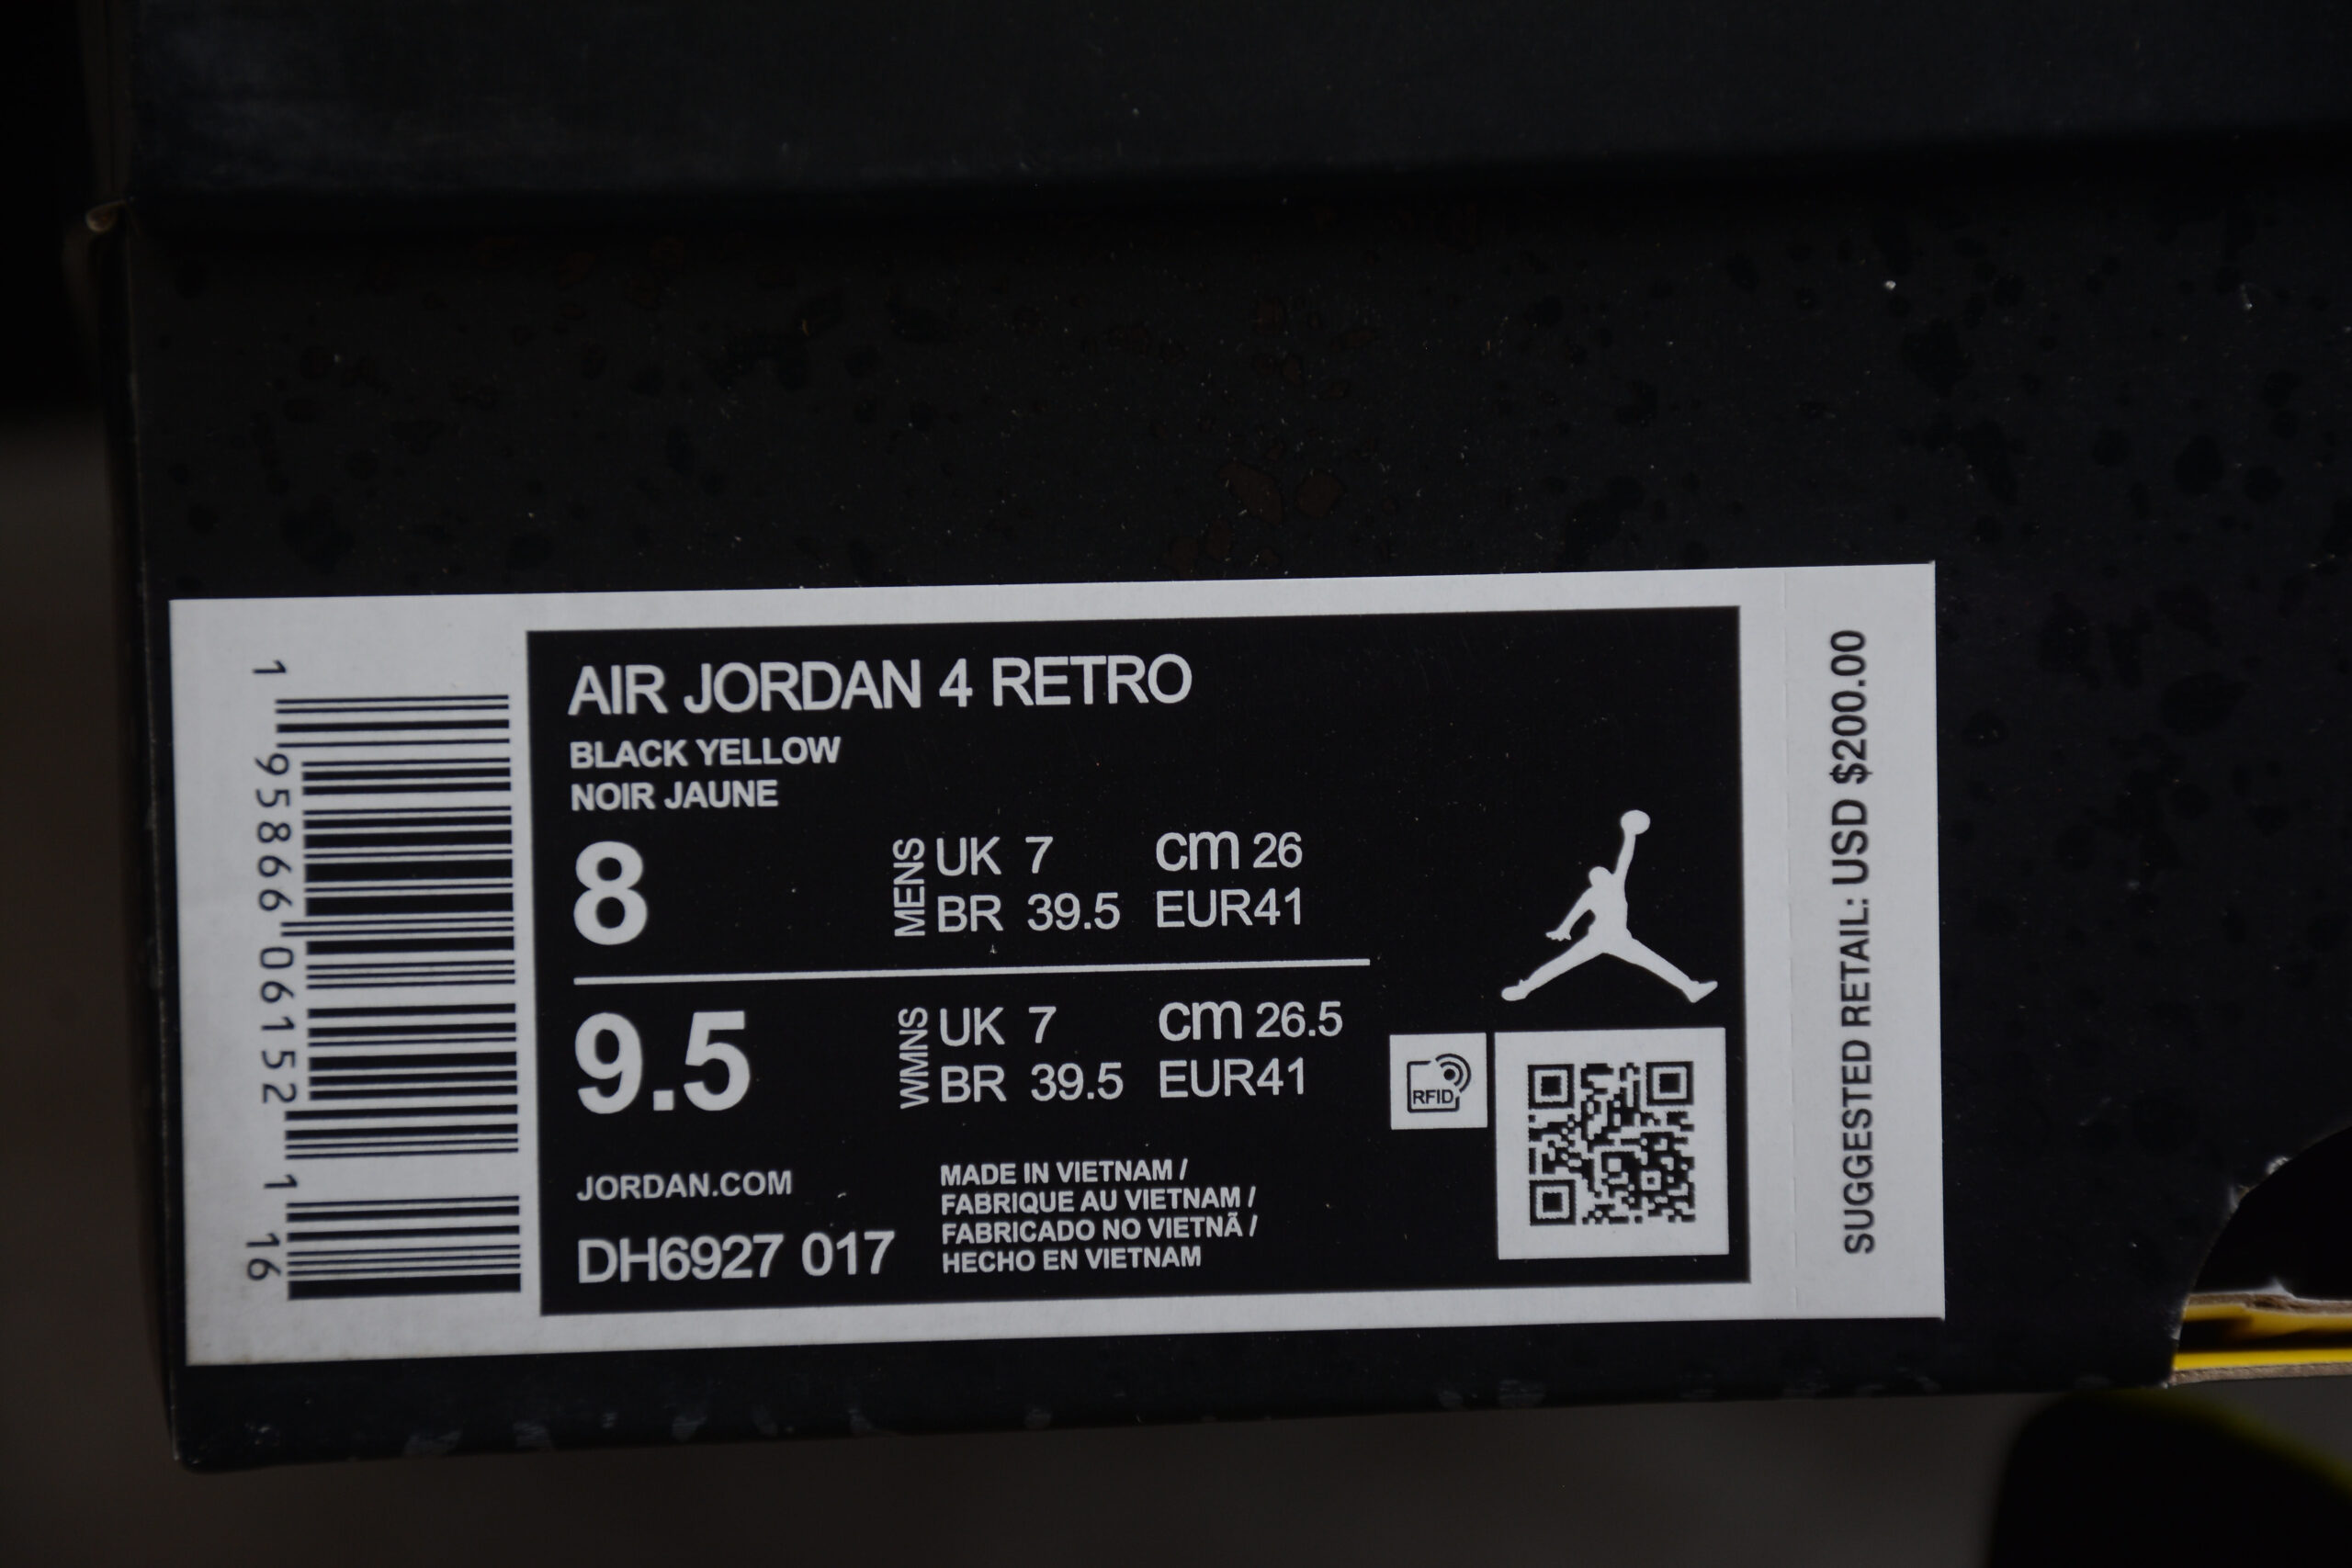 1 95866 06152 1 16
AIR JORDAN 4 RETRO
BLACK YELLOW
NOIR JAUNE
8
MENS
UK 7 cm 26
BR 39.5 EUR41
9.5
WMNS
UK 7 cm 26.5
BR 39.5 EUR41
RFID
JORDAN.COM
DH6927 017
MADE IN VIETNAM /
FABRIQUE AU VIETNAM /
FABRICADO NO VIETNÃ /
HECHO EN VIETNAM
SUGGESTED RETAIL: USD $200.00